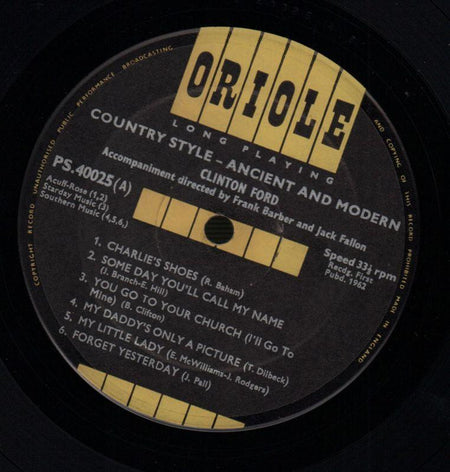 COPYRIGHT RECORD UNAUTHORISED PUBLIC PERFORMANCE BROADCASTING
AND COPYING OF THIS RECORD PROHIBITED MADE IN ENGLAND
ORIOLE
LONG PLAYING
COUNTRY STYLE – ANCIENT AND MODERN
CLINTON FORD
Accompaniment directed by Frank Barber and Jack Fallon
PS.40025 (A)
Acuff-Rose (1,2)
Starday Music (3)
Southern Music (4,5,6.)
Speed 33⅓ rpm
Recdg. First
Pubd. 1962
1. CHARLIE'S SHOES (R. Baham)
2. SOME DAY YOU'LL CALL MY NAME
(I. Branch-E. Hill)
3. YOU GO TO YOUR CHURCH (I'll Go To
Mine) (B. Clifton)
4. MY DADDY'S ONLY A PICTURE (T. Dilbeck)
5. MY LITTLE LADY (E. McWilliams-J. Rodgers)
6. FORGET YESTERDAY (J. Pall)